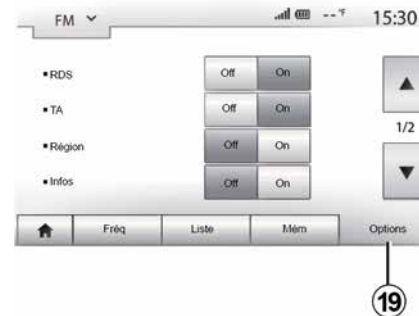 FM --°F 15:30
RDS Off On
TA Off On
1/2
Région Off On
Infos Off On
Fréq Liste Mém Options
19